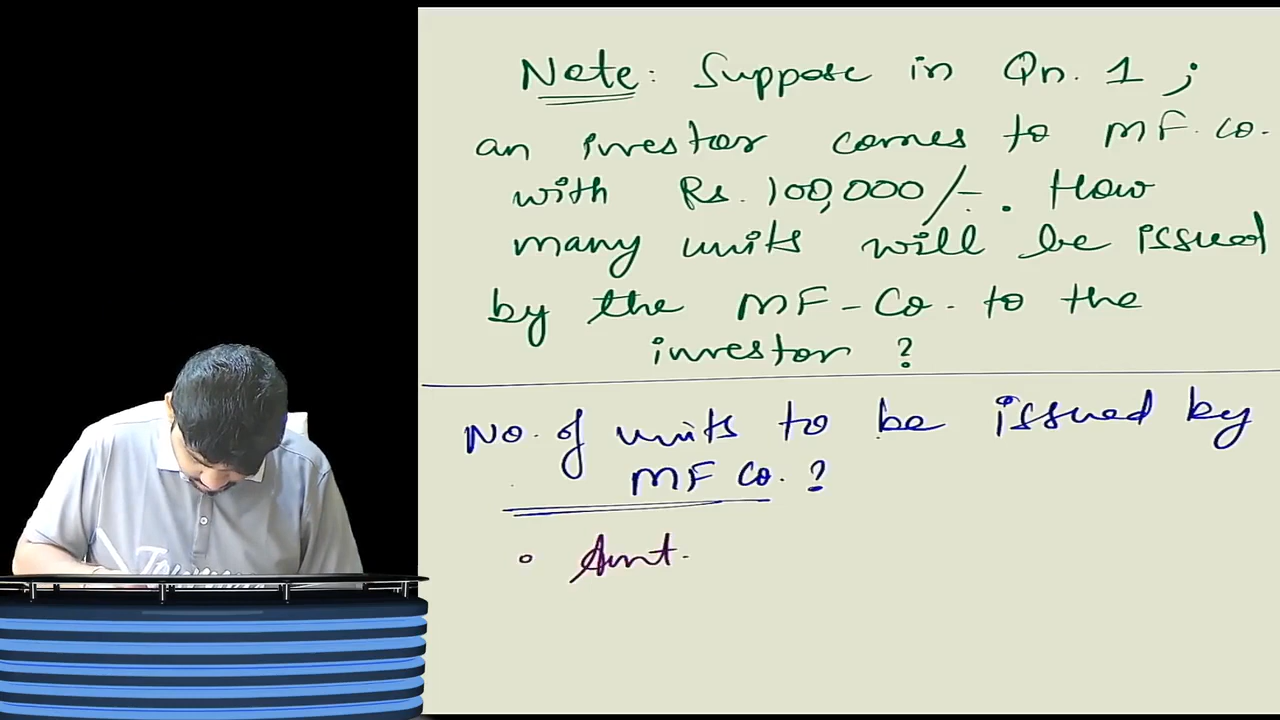 Note: Suppose in Qn. 1 ;
an investor comes to MF. Co.
with Rs. 100,000/-. How
many units will be issued
by the MF-Co. to the
investor ?
No. of units to be issued by
MF Co. ?
• Amt.